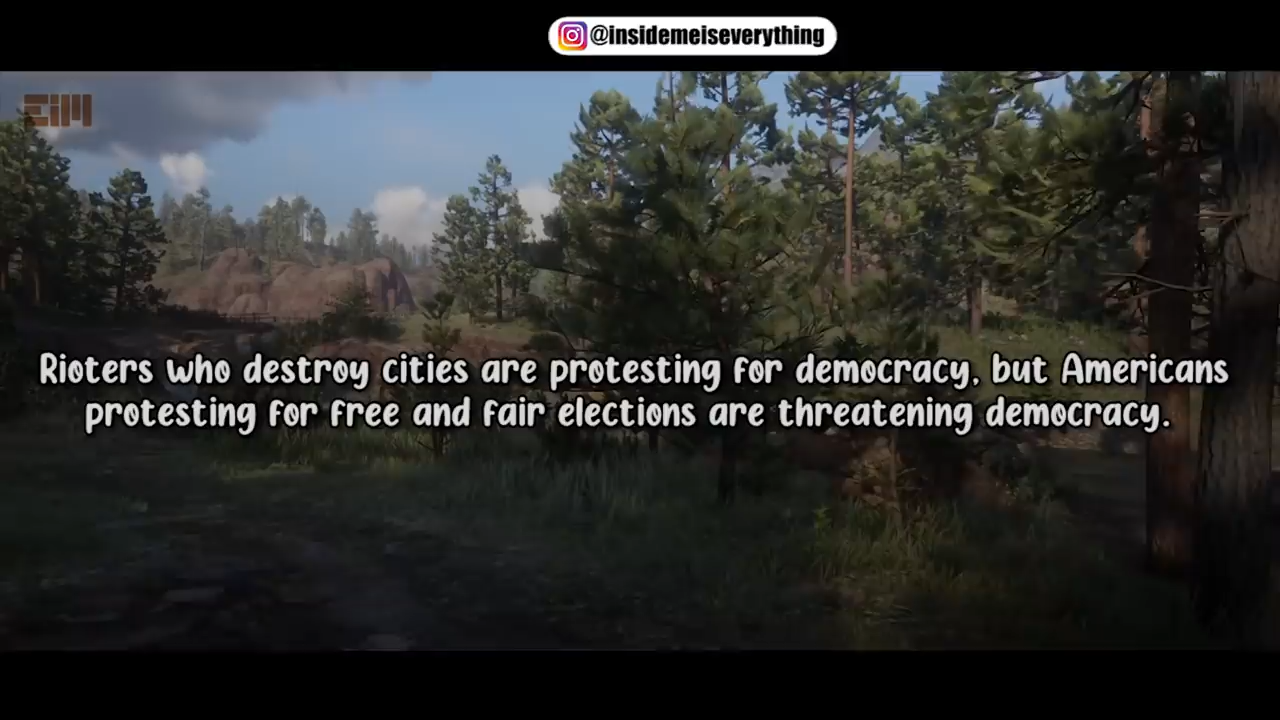 @insidemeiseverything
EiM
Rioters who destroy cities are protesting for democracy, but Americans
protesting for free and fair elections are threatening democracy.